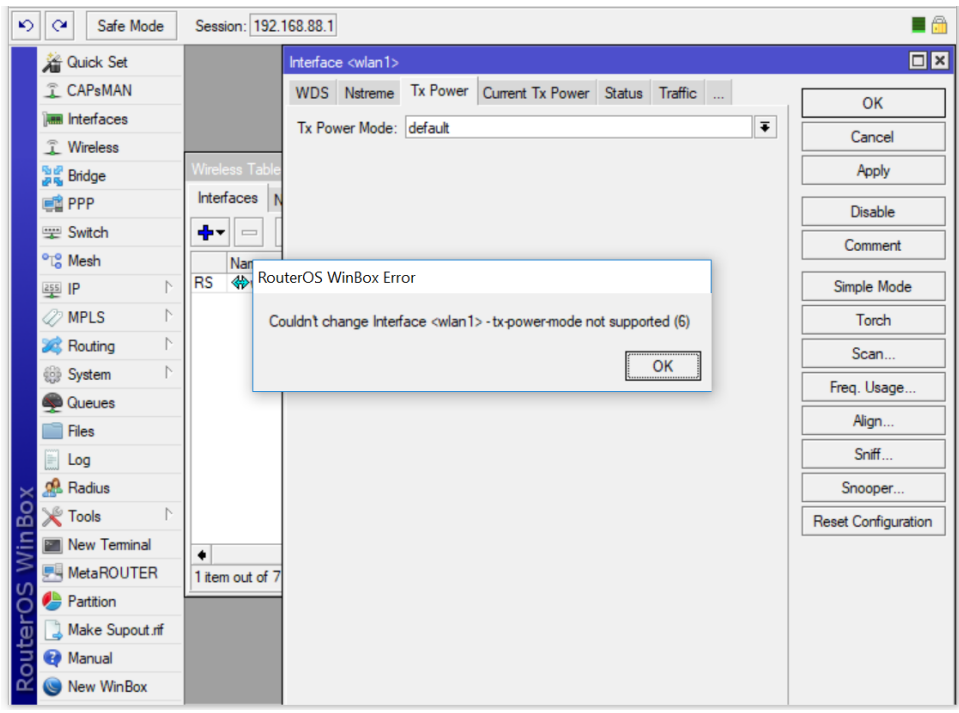 Safe Mode Session: 192.168.88.1
Quick Set
CAPsMAN
Interfaces
Wireless
Bridge
PPP
Switch
Mesh
255 IP
MPLS
Routing
System
Queues
Files
Log
Radius
Tools
New Terminal
MetaROUTER
Partition
Make Supout.rif
Manual
New WinBox
RouterOS WinBox
Wireless Table
Interfaces N
Nam
RS
1 item out of 7
Interface <wlan1>
WDS Nstreme Tx Power Current Tx Power Status Traffic ...
Tx Power Mode: default
RouterOS WinBox Error
Couldn't change Interface <wlan1> - tx-power-mode not supported (6)
OK
OK
Cancel
Apply
Disable
Comment
Simple Mode
Torch
Scan...
Freq. Usage...
Align...
Sniff...
Snooper...
Reset Configuration